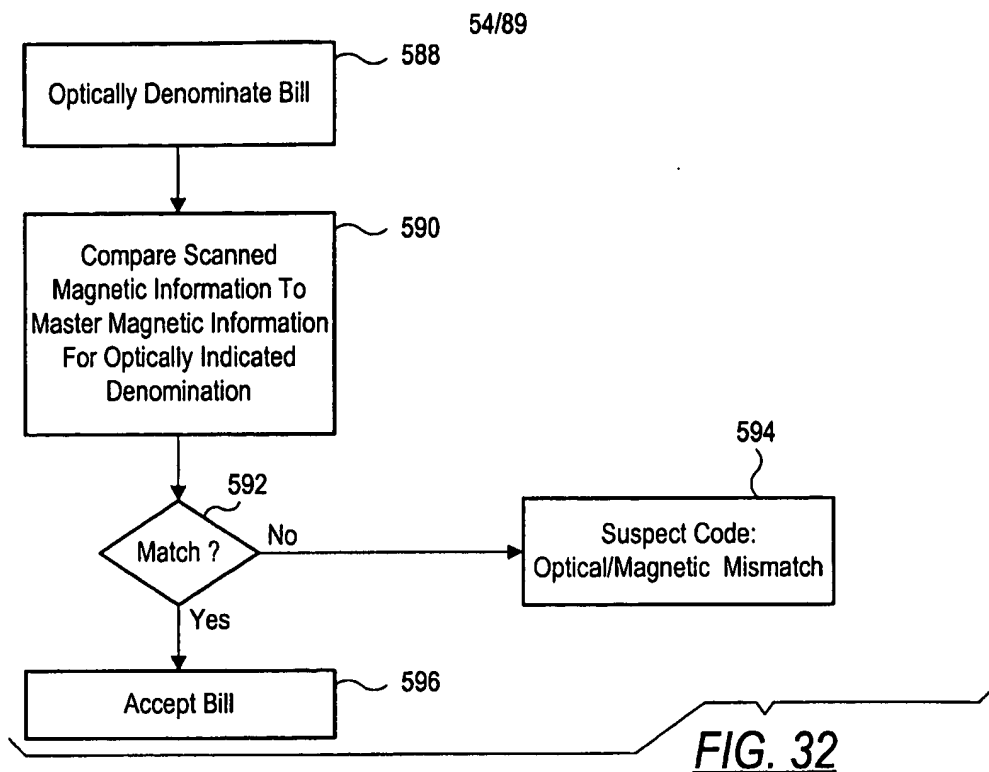 54/89
588
Optically Denominate Bill
590
Compare Scanned
Magnetic Information To
Master Magnetic Information
For Optically Indicated
Denomination
592
Match ?
No
594
Suspect Code:
Optical/Magnetic Mismatch
Yes
596
Accept Bill
FIG. 32